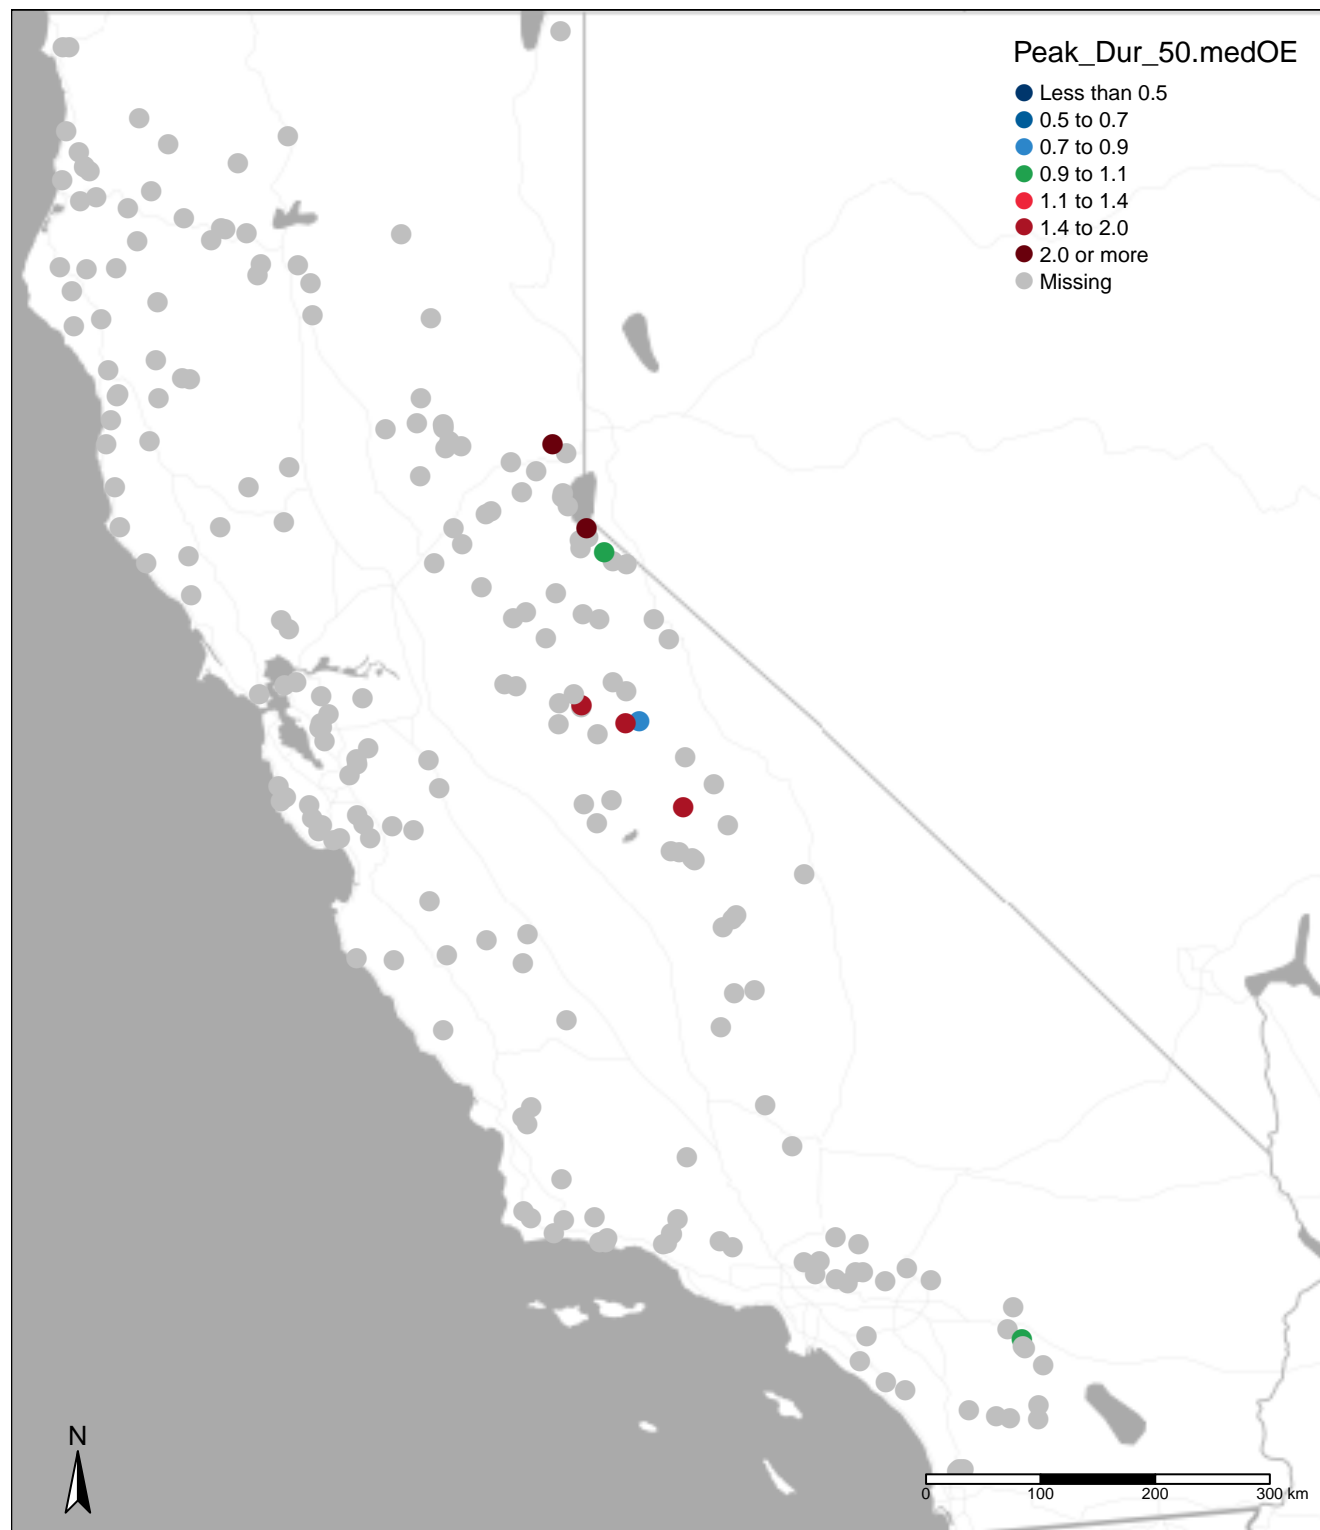 Peak_Dur_50.medOE
Less than 0.5
0.5 to 0.7
0.7 to 0.9
0.9 to 1.1
1.1 to 1.4
1.4 to 2.0
2.0 or more
Missing
N
0 100 200 300 km